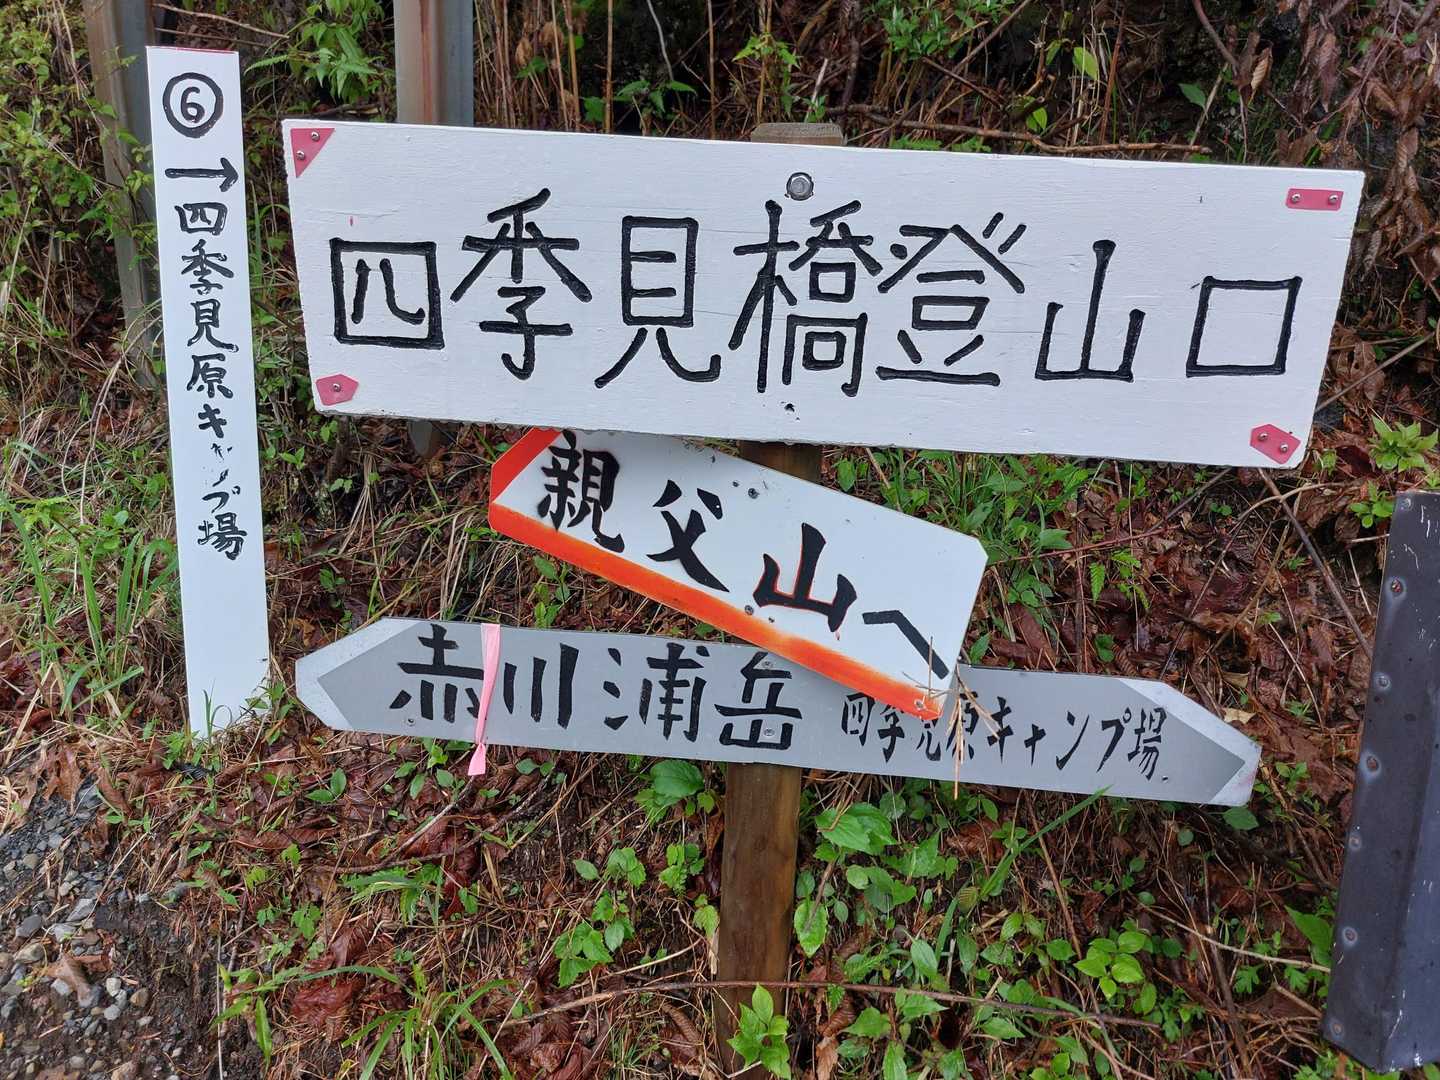 ⑥→四季見原キャンプ場
四季見橋登山口
親父山へ
赤川浦岳 四季見原キャンプ場